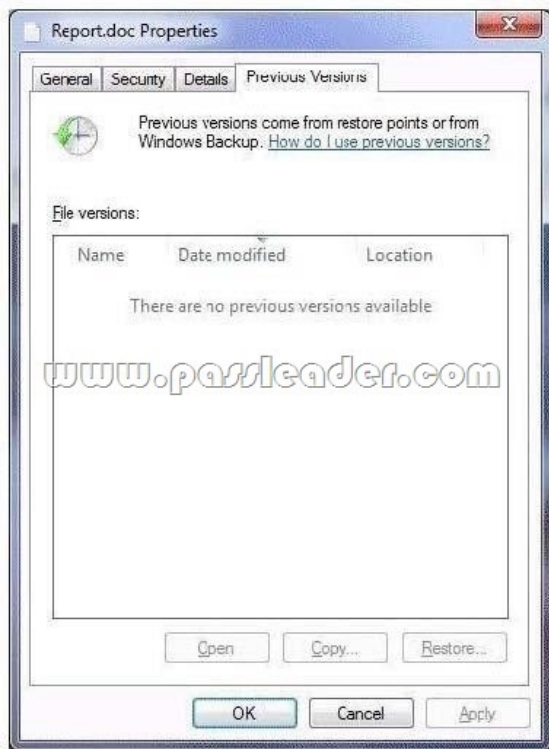 Report.doc Properties
General Security Details Previous Versions
Previous versions come from restore points or from
Windows Backup. How do I use previous versions?
File versions:
Name Date modified Location
There are no previous versions available
www.passleader.com
Open Copy... Restore...
OK Cancel Apply